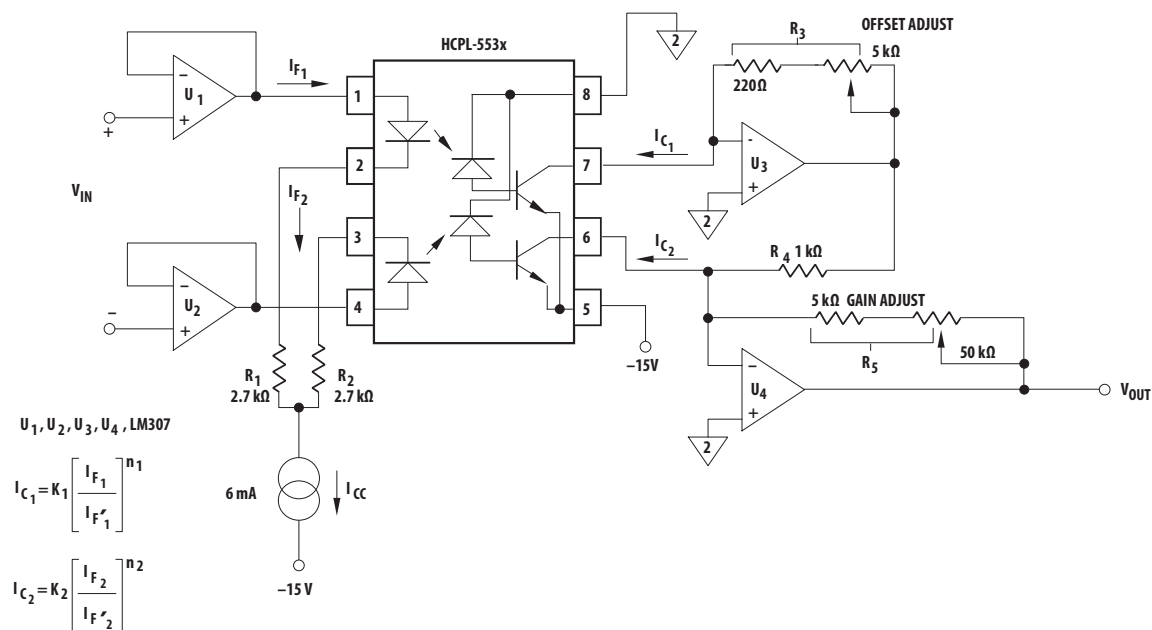 HCPL-553x
OFFSET ADJUST
R3
5 kΩ
220Ω
2
IF1
U1
−
+
+
1
8
2
7
IC1
U3
-
+
2
VIN
IF2
3
6
IC2
R4 1 kΩ
U2
−
+
−
4
5
−15V
5 kΩ GAIN ADJUST
R5
50 kΩ
R1
2.7 kΩ
R2
2.7 kΩ
U4
−
+
2
VOUT
U1, U2, U3, U4, LM307
IC1 = K1 [IF1 / IF′1]n1
6 mA
ICC
−15 V
IC2 = K2 [IF2 / IF′2]n2